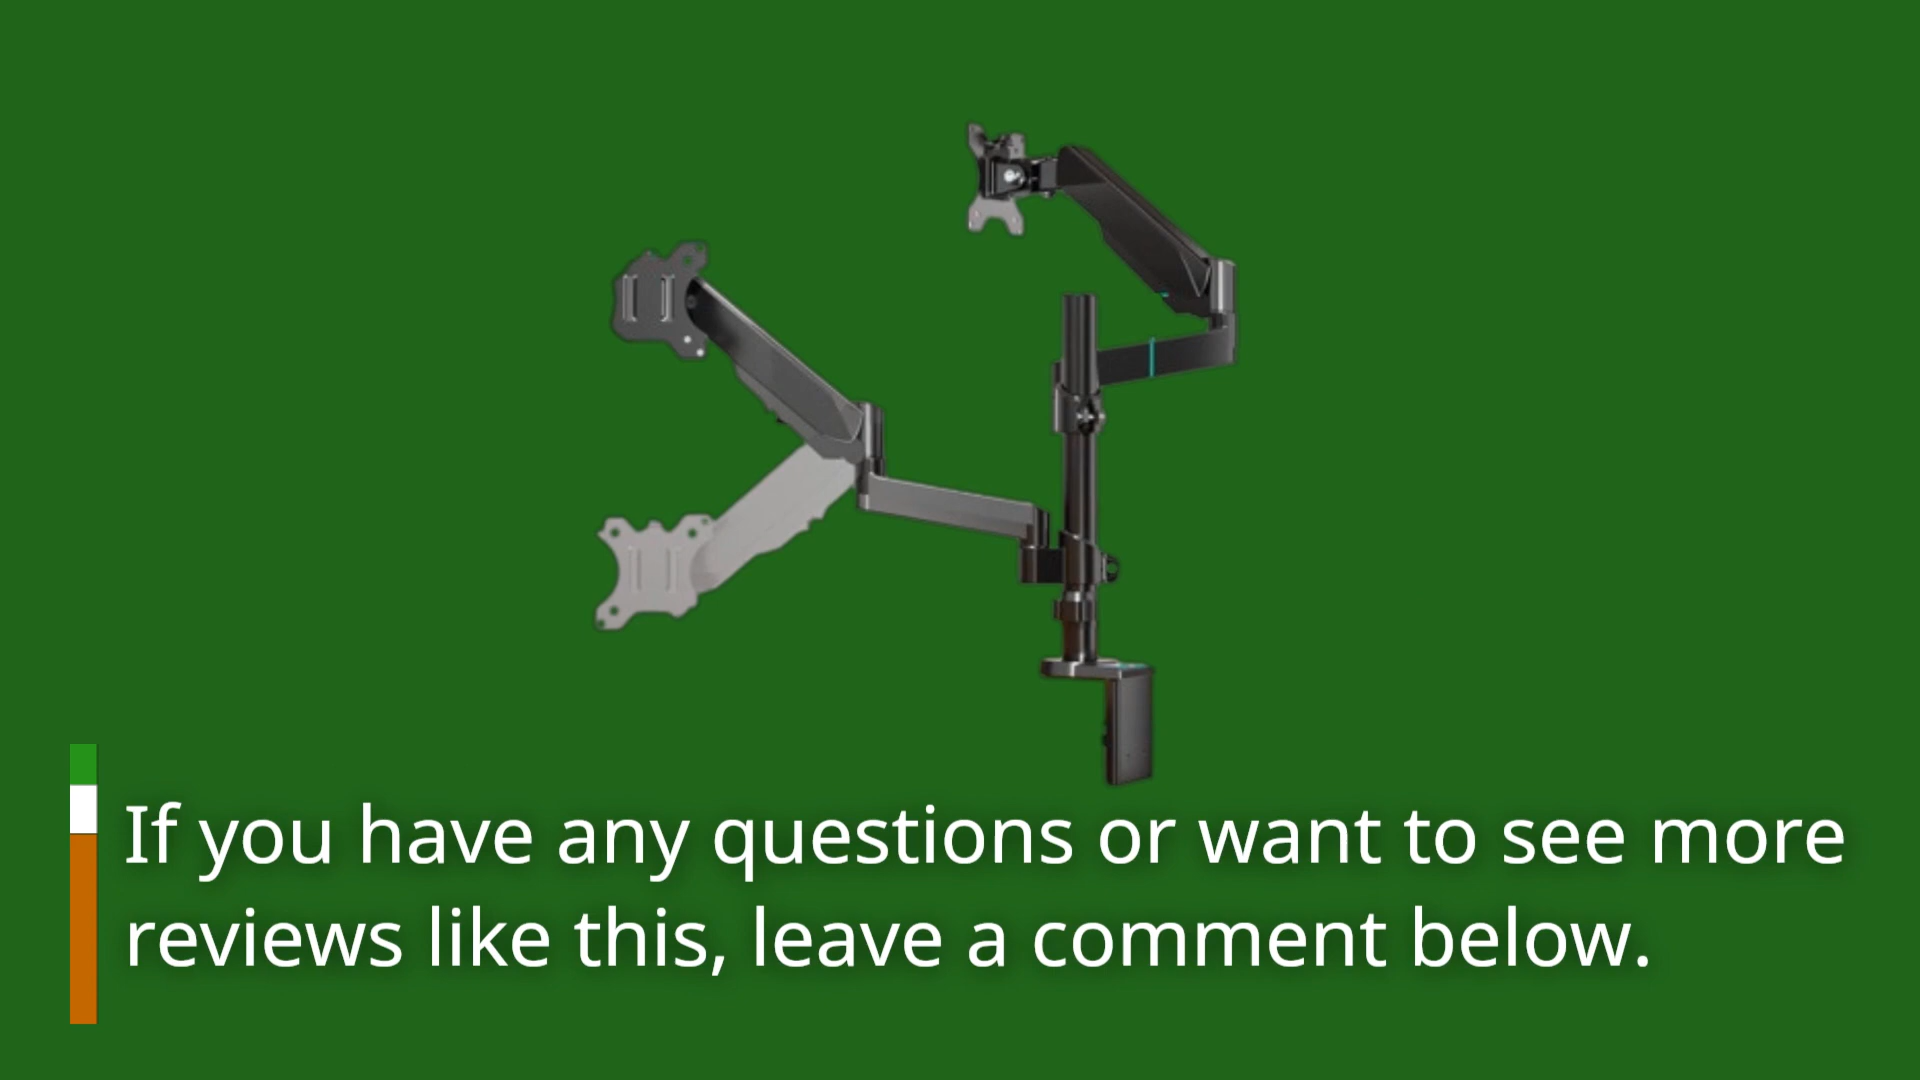 If you have any questions or want to see more
reviews like this, leave a comment below.